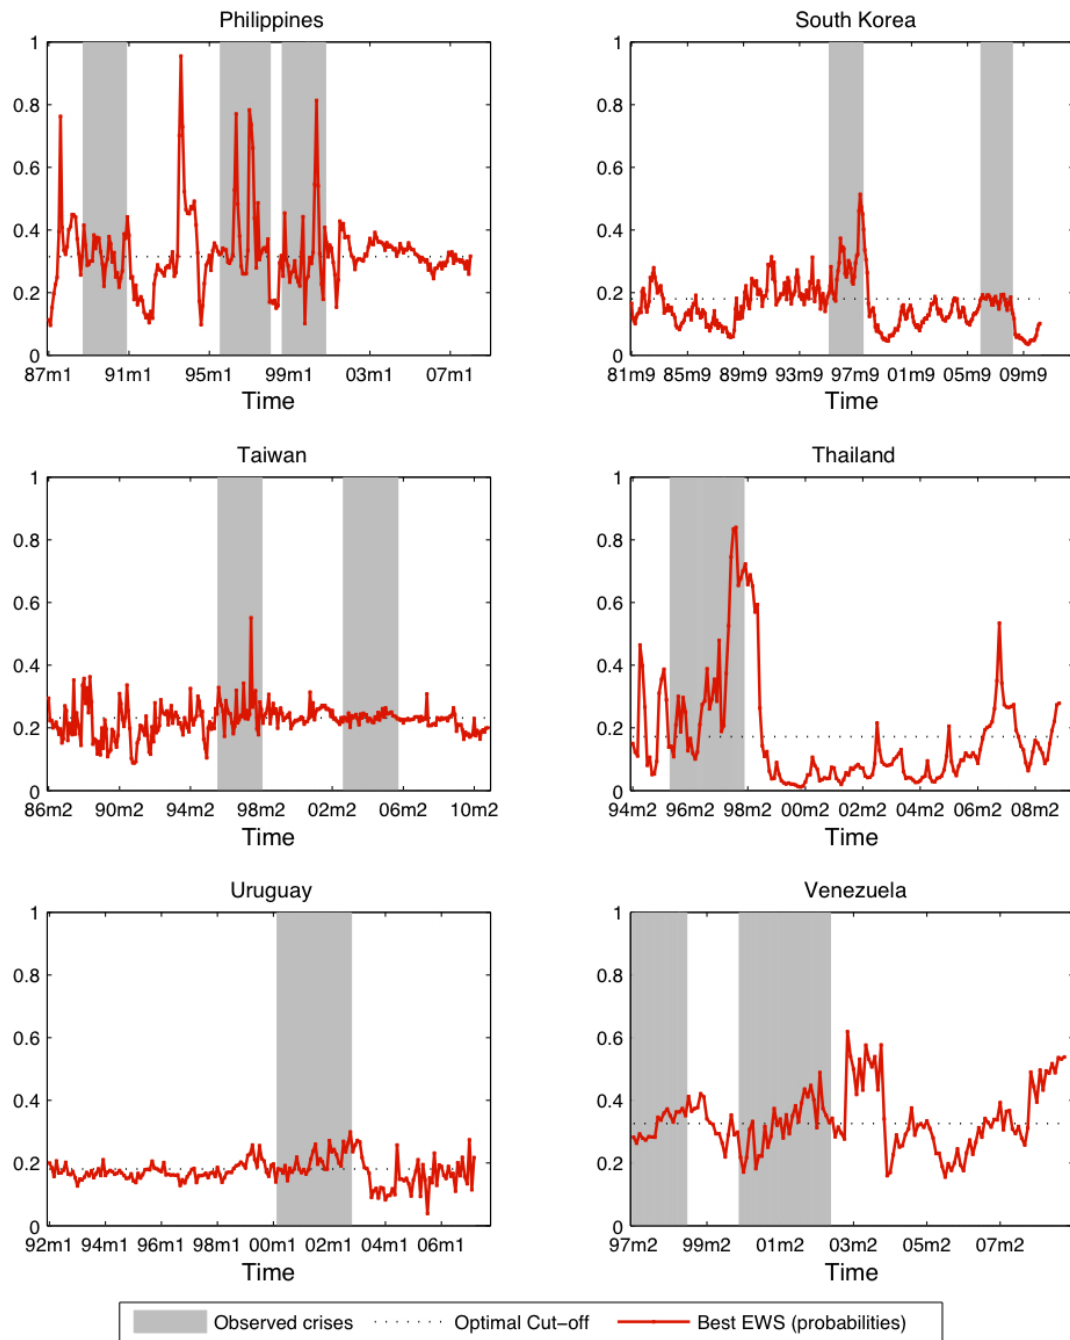 Philippines
South Korea
1
0.8
0.6
0.4
0.2
0
87m1 91m1 95m1 99m1 03m1 07m1
Time
1
0.8
0.6
0.4
0.2
0
81m9 85m9 89m9 93m9 97m9 01m9 05m9 09m9
Time
Taiwan
Thailand
1
0.8
0.6
0.4
0.2
0
86m2 90m2 94m2 98m2 02m2 06m2 10m2
Time
1
0.8
0.6
0.4
0.2
0
94m2 96m2 98m2 00m2 02m2 04m2 06m2 08m2
Time
Uruguay
Venezuela
1
0.8
0.6
0.4
0.2
0
92m1 94m1 96m1 98m1 00m1 02m1 04m1 06m1
Time
1
0.8
0.6
0.4
0.2
0
97m2 99m2 01m2 03m2 05m2 07m2
Time
Observed crises Optimal Cut-off Best EWS (probabilities)